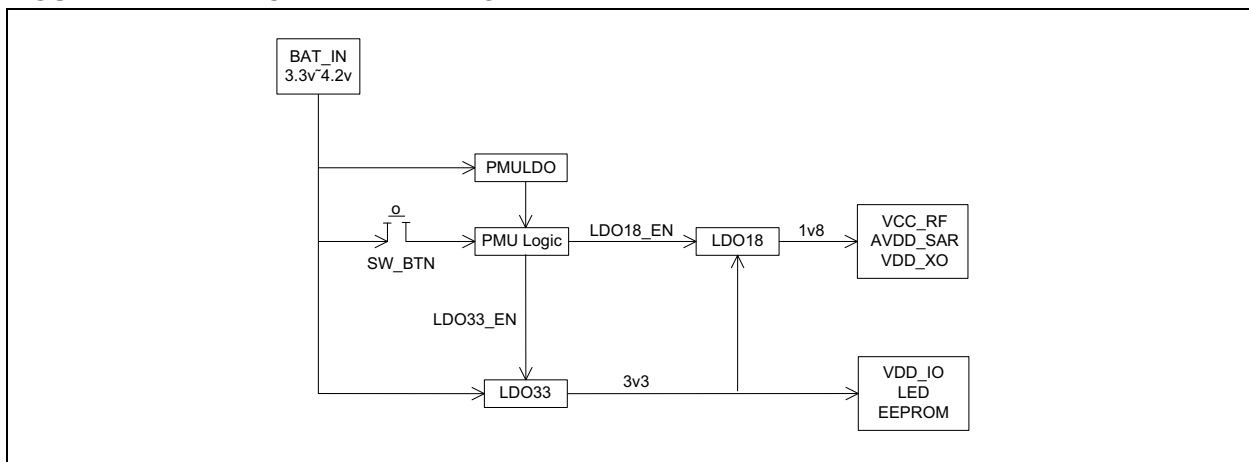 BAT_IN
3.3v~4.2v
PMULDO
SW_BTN
PMU Logic
LDO18_EN
LDO18
1v8
VCC_RF
AVDD_SAR
VDD_XO
LDO33_EN
LDO33
3v3
VDD_IO
LED
EEPROM